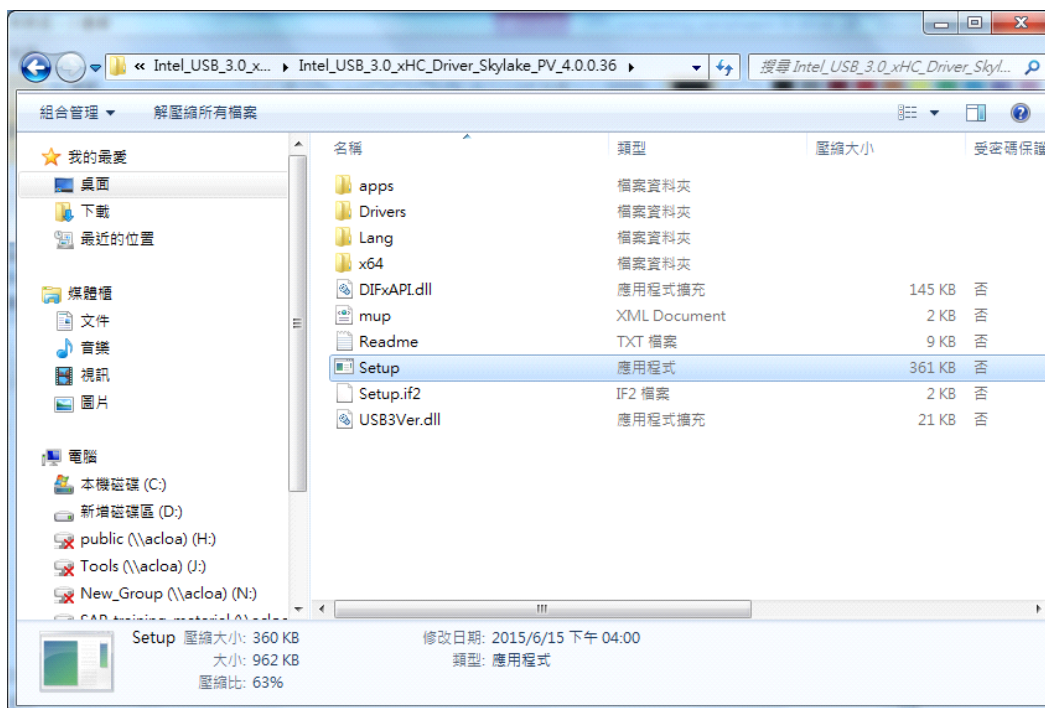 « Intel_USB_3.0_x... ▸ Intel_USB_3.0_xHC_Driver_Skylake_PV_4.0.0.36 ▸
搜尋 Intel_USB_3.0_xHC_Driver_Skyl...
組合管理 ▼ 解壓縮所有檔案
我的最愛
桌面
下載
最近的位置
媒體櫃
文件
音樂
視訊
圖片
電腦
本機磁碟 (C:)
新增磁碟區 (D:)
public (\\acloa) (H:)
Tools (\\acloa) (J:)
New_Group (\\acloa) (N:)
名稱 類型 壓縮大小 受密碼保護
apps 檔案資料夾
Drivers 檔案資料夾
Lang 檔案資料夾
x64 檔案資料夾
DIFxAPI.dll 應用程式擴充 145 KB 否
mup XML Document 2 KB 否
Readme TXT 檔案 9 KB 否
Setup 應用程式 361 KB 否
Setup.if2 IF2 檔案 2 KB 否
USB3Ver.dll 應用程式擴充 21 KB 否
Setup 壓縮大小: 360 KB 修改日期: 2015/6/15 下午 04:00
大小: 962 KB 類型: 應用程式
壓縮比: 63%